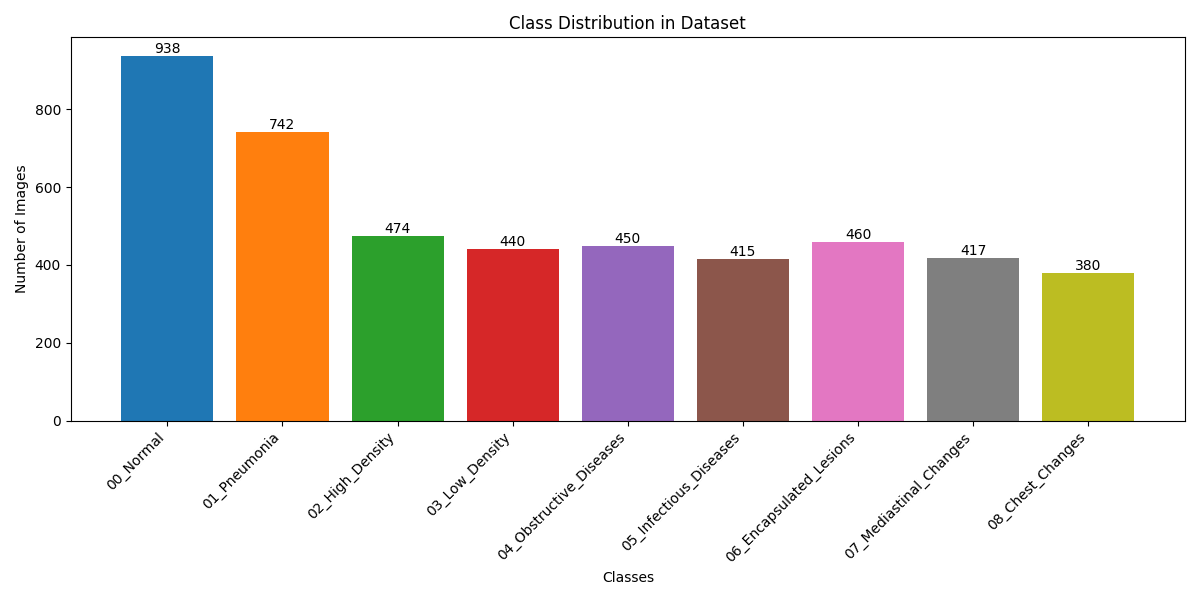 Class Distribution in Dataset
Number of Images
800
600
400
200
0
938
742
474
440
450
415
460
417
380
00_Normal
01_Pneumonia
02_High_Density
03_Low_Density
04_Obstructive_Diseases
05_Infectious_Diseases
06_Encapsulated_Lesions
07_Mediastinal_Changes
08_Chest_Changes
Classes